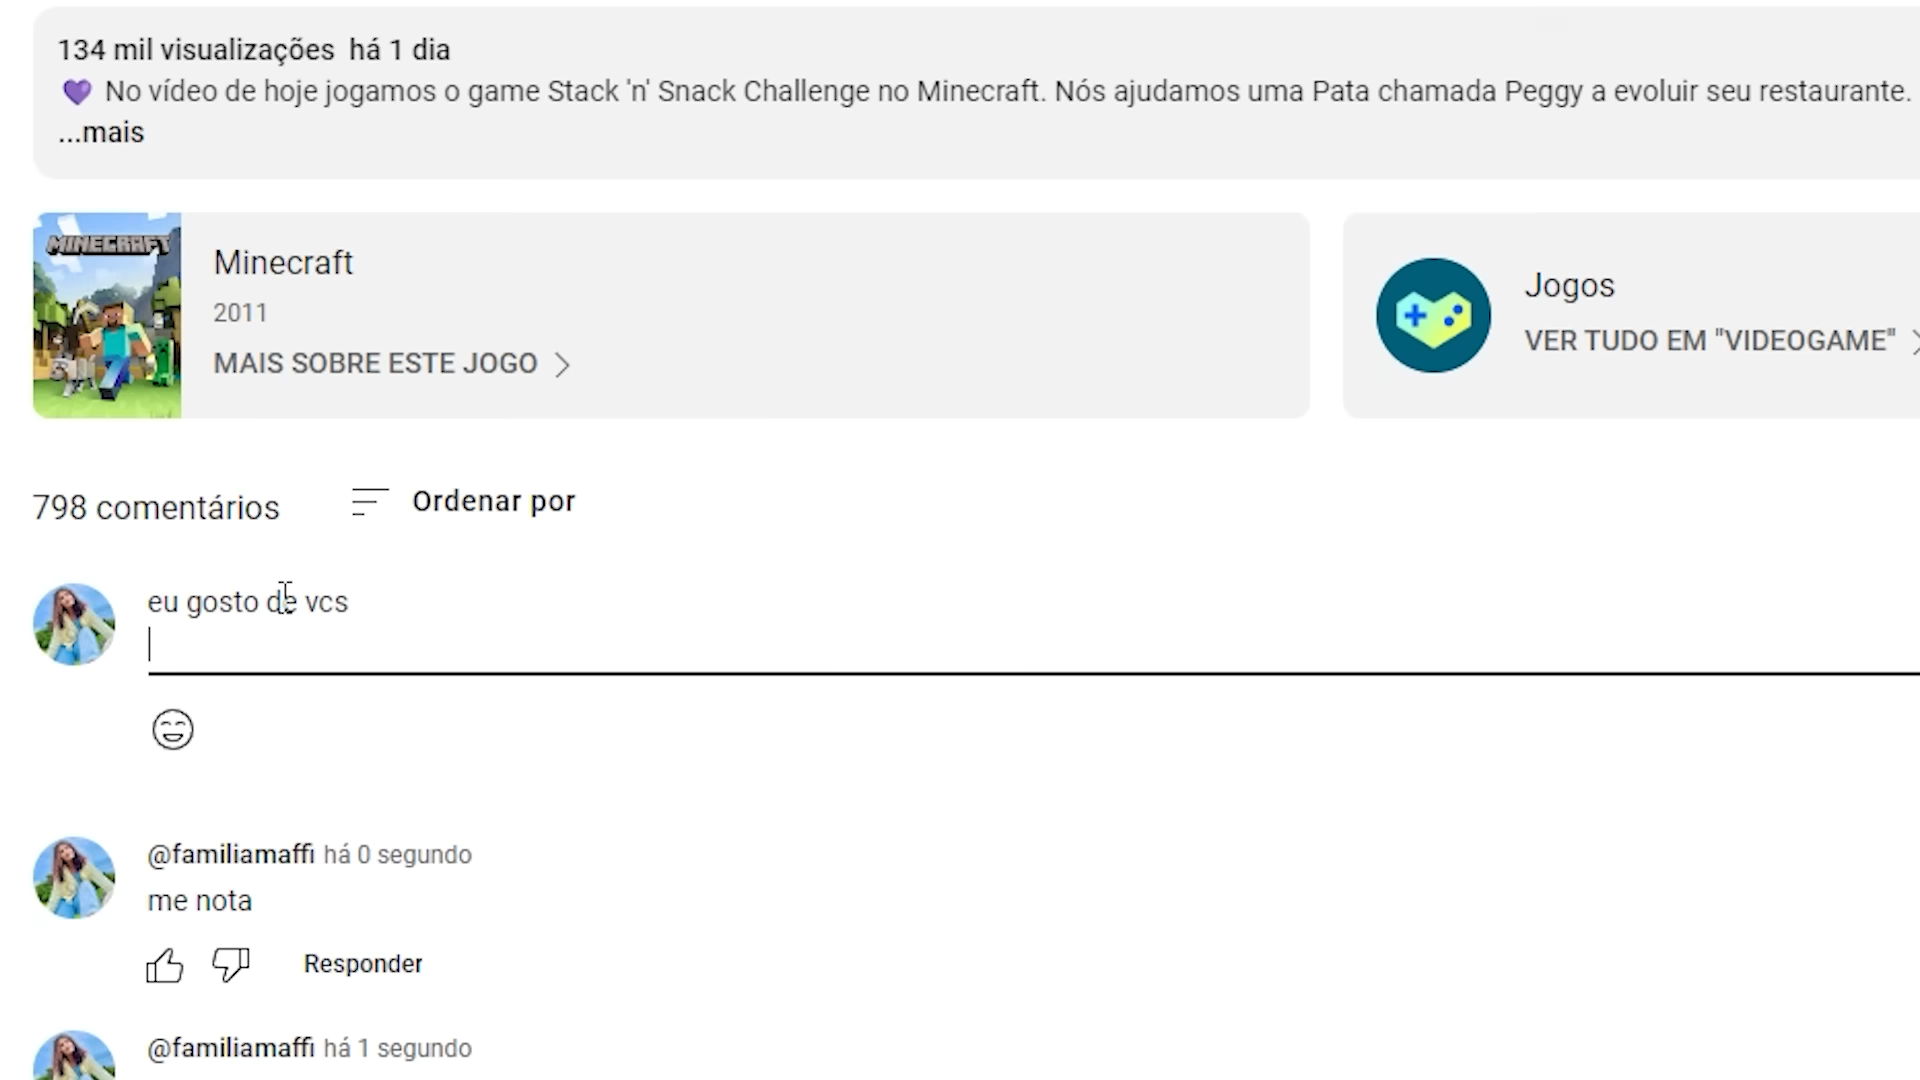 134 mil visualizações há 1 dia
💜 No vídeo de hoje jogamos o game Stack 'n' Snack Challenge no Minecraft. Nós ajudamos uma Pata chamada Peggy a evoluir seu restaurante.
...mais
MINECRAFT
Minecraft
2011
MAIS SOBRE ESTE JOGO
Jogos
VER TUDO EM "VIDEOGAME"
798 comentários
Ordenar por
eu gosto de vcs
@familiamaffi há 0 segundo
me nota
Responder
@familiamaffi há 1 segundo